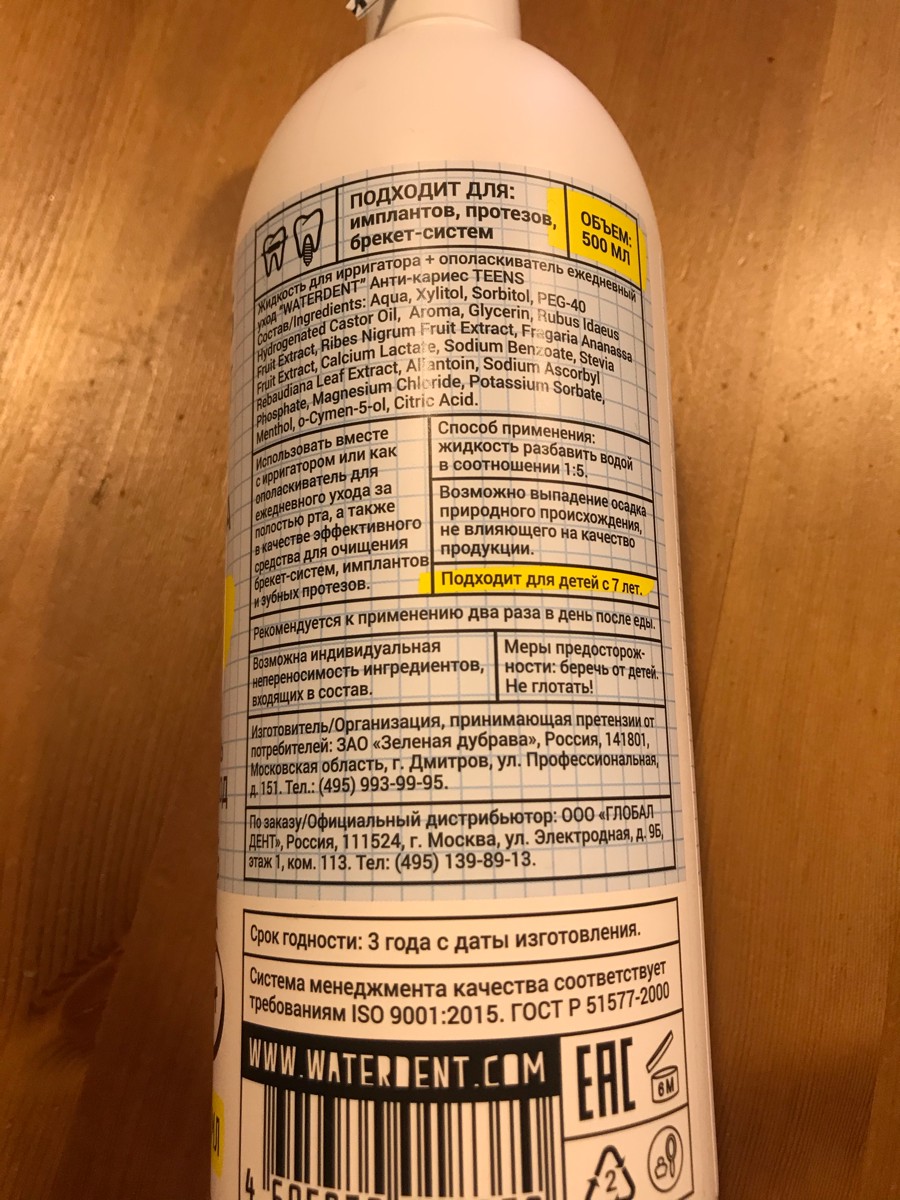 ПОДХОДИТ ДЛЯ:
имплантов, протезов,
брекет-систем
ОБЪЕМ:
500 МЛ
Жидкость для ирригатора + ополаскиватель ежедневный
уход "WATERDENT" Анти-кариес TEENS
Состав/Ingredients: Aqua, Xylitol, Sorbitol, PEG-40
Hydrogenated Castor Oil, Aroma, Glycerin, Rubus Idaeus
Fruit Extract, Ribes Nigrum Fruit Extract, Fragaria Ananassa
Fruit Extract, Calcium Lactate, Sodium Benzoate, Stevia
Rebaudiana Leaf Extract, Allantoin, Sodium Ascorbyl
Phosphate, Magnesium Chloride, Potassium Sorbate,
Menthol, o-Cymen-5-ol, Citric Acid.
Использовать вместе
с ирригатором или как
ополаскиватель для
ежедневного ухода за
полостью рта, а также
в качестве эффективного
средства для очищения
брекет-систем, имплантов
и зубных протезов.
Способ применения:
жидкость разбавить водой
в соотношении 1:5.
Возможно выпадение осадка
природного происхождения,
не влияющего на качество
продукции.
Подходит для детей с 7 лет.
Рекомендуется к применению два раза в день после еды.
Возможна индивидуальная
непереносимость ингредиентов,
входящих в состав.
Меры предосторож-
ности: беречь от детей.
Не глотать!
Изготовитель/Организация, принимающая претензии от
потребителей: ЗАО «Зеленая дубрава», Россия, 141801,
Московская область, г. Дмитров, ул. Профессиональная,
д. 151. Тел.: (495) 993-99-95.
По заказу/Официальный дистрибьютор: ООО «ГЛОБАЛ
ДЕНТ», Россия, 111524, г. Москва, ул. Электродная, д. 9Б,
этаж 1, ком. 113. Тел: (495) 139-89-13.
Срок годности: 3 года с даты изготовления.
Система менеджмента качества соответствует
требованиям ISO 9001:2015. ГОСТ Р 51577-2000
WWW.WATERDENT.COM
EAC
6M
2